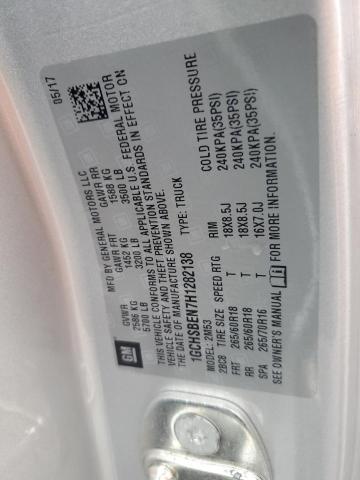 GM
MFD BY GENERAL MOTORS LLC
05/17
GVWR GAWR FRT GAWR RR
2586 KG 1452 KG 1588 KG
5700 LB 3200 LB 3500 LB
THIS VEHICLE CONFORMS TO ALL APPLICABLE U.S. FEDERAL MOTOR
VEHICLE SAFETY AND THEFT PREVENTION STANDARDS IN EFFECT ON
THE DATE OF MANUFACTURE SHOWN ABOVE.
1GCHSBEN7H1282138 TYPE: TRUCK
MODEL: 2M53
2BC8 TIRE SIZE SPEED RTG RIM COLD TIRE PRESSURE
FRT 265/60R18 T 18X8.5J 240KPA(35PSI)
RR 265/60R18 T 18X8.5J 240KPA(35PSI)
SPA 265/70R16 T 16X7.0J 240KPA(35PSI)
SEE OWNER'S MANUAL FOR MORE INFORMATION.